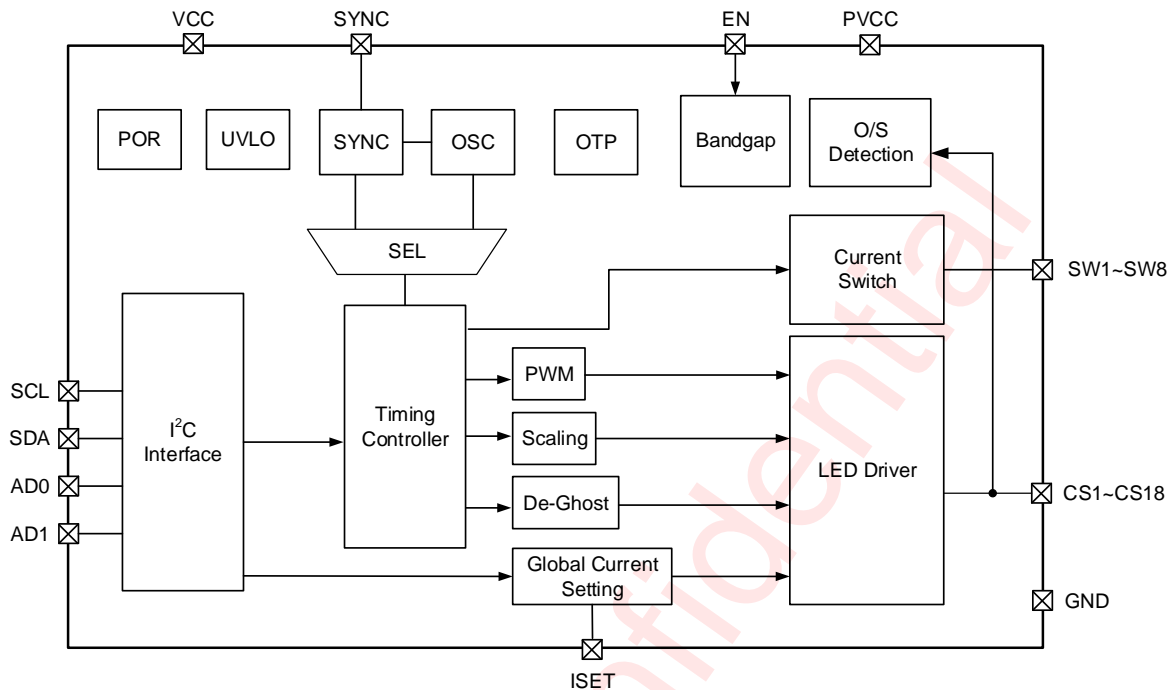 VCC
SYNC
EN
PVCC
POR
UVLO
SYNC
OSC
OTP
Bandgap
O/S
Detection
SEL
Current
Switch
SW1~SW8
SCL
SDA
AD0
AD1
I²C
Interface
Timing
Controller
PWM
Scaling
De-Ghost
Global Current
Setting
LED Driver
CS1~CS18
GND
ISET
nfidential